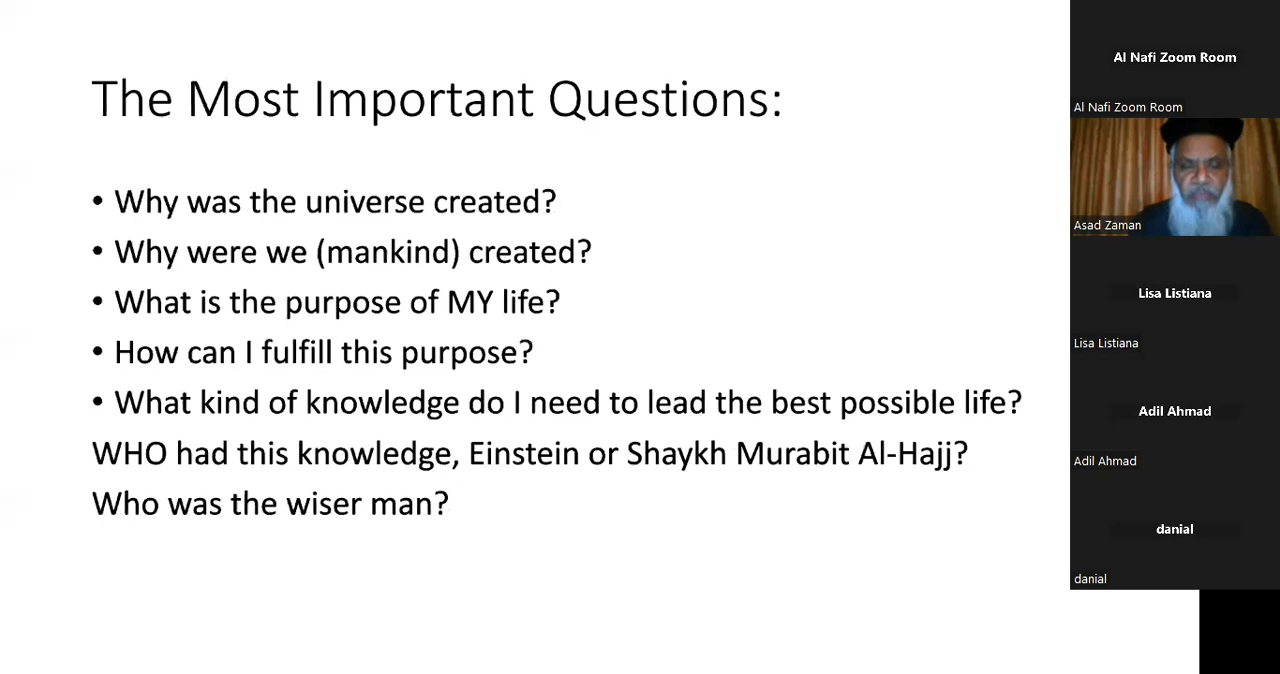 The Most Important Questions:
• Why was the universe created?
• Why were we (mankind) created?
• What is the purpose of MY life?
• How can I fulfill this purpose?
• What kind of knowledge do I need to lead the best possible life?
WHO had this knowledge, Einstein or Shaykh Murabit Al-Hajj?
Who was the wiser man?
Al Nafi Zoom Room
Al Nafi Zoom Room
Asad Zaman
Lisa Listiana
Lisa Listiana
Adil Ahmad
Adil Ahmad
danial
danial